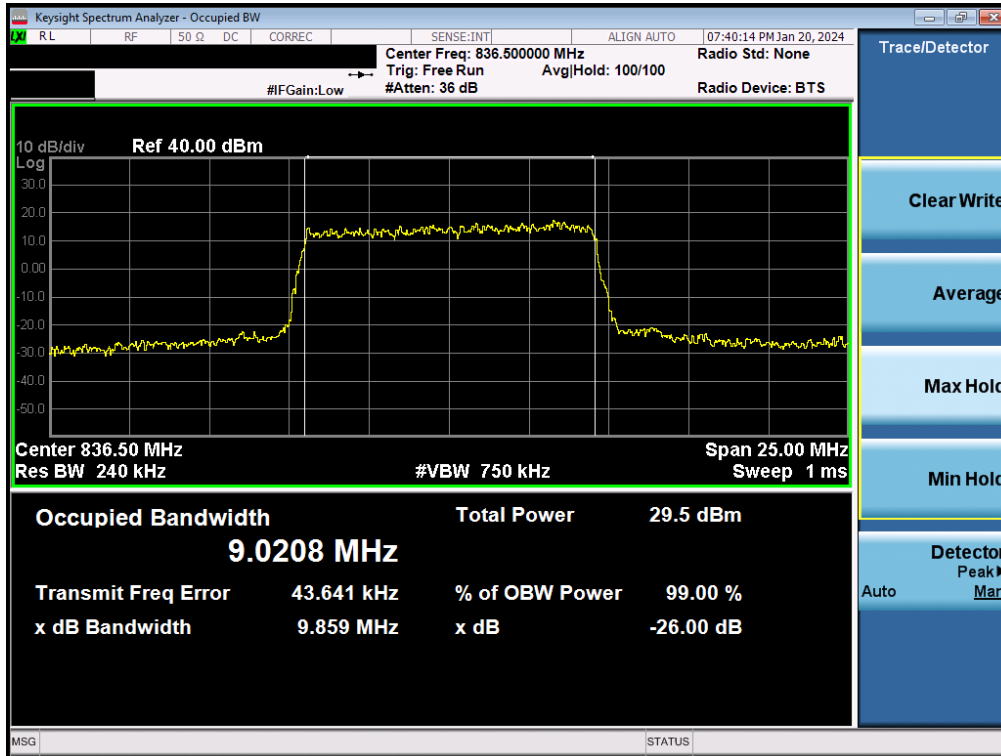 Keysight Spectrum Analyzer - Occupied BW
LXI RL RF 50 Ω DC CORREC SENSE:INT ALIGN AUTO 07:40:14 PM Jan 20, 2024
Center Freq: 836.500000 MHz Radio Std: None
Trig: Free Run Avg|Hold: 100/100
#IFGain:Low #Atten: 36 dB Radio Device: BTS
Trace/Detector
10 dB/div Ref 40.00 dBm
Log
30.0
20.0
10.0
0.00
-10.0
-20.0
-30.0
-40.0
-50.0
Center 836.50 MHz Span 25.00 MHz
Res BW 240 kHz #VBW 750 kHz Sweep 1 ms
Occupied Bandwidth Total Power 29.5 dBm
9.0208 MHz
Transmit Freq Error 43.641 kHz % of OBW Power 99.00 %
x dB Bandwidth 9.859 MHz x dB -26.00 dB
Clear Write
Average
Max Hold
Min Hold
Detector
Peak
Auto Man
MSG STATUS